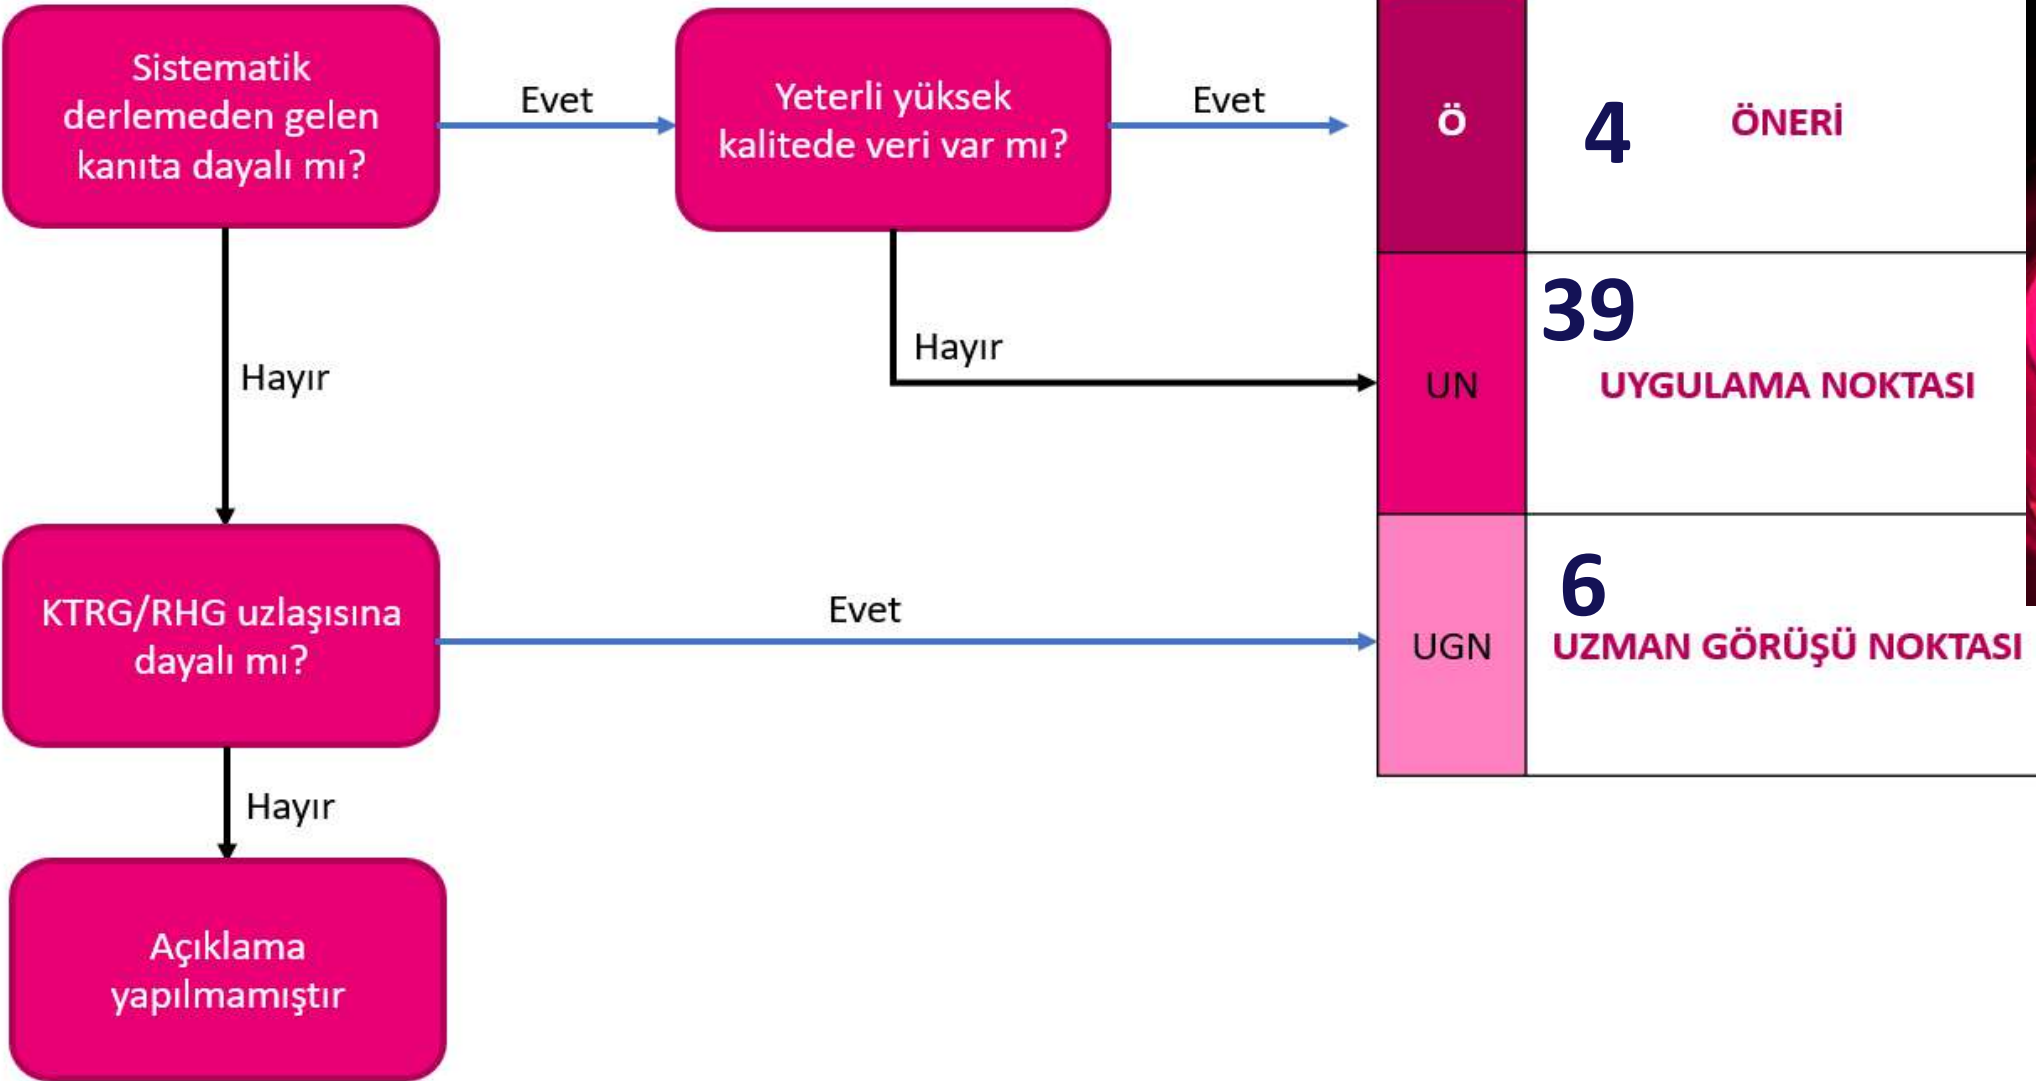 Sistematik
derlemeden gelen
kanıta dayalı mı?
Evet
Yeterli yüksek
kalitede veri var mı?
Evet
Ö
4
ÖNERİ
Hayır
Hayır
UN
39
UYGULAMA NOKTASI
KTRG/RHG uzlaşısına
dayalı mı?
Evet
UGN
6
UZMAN GÖRÜŞÜ NOKTASI
Hayır
Açıklama
yapılmamıştır